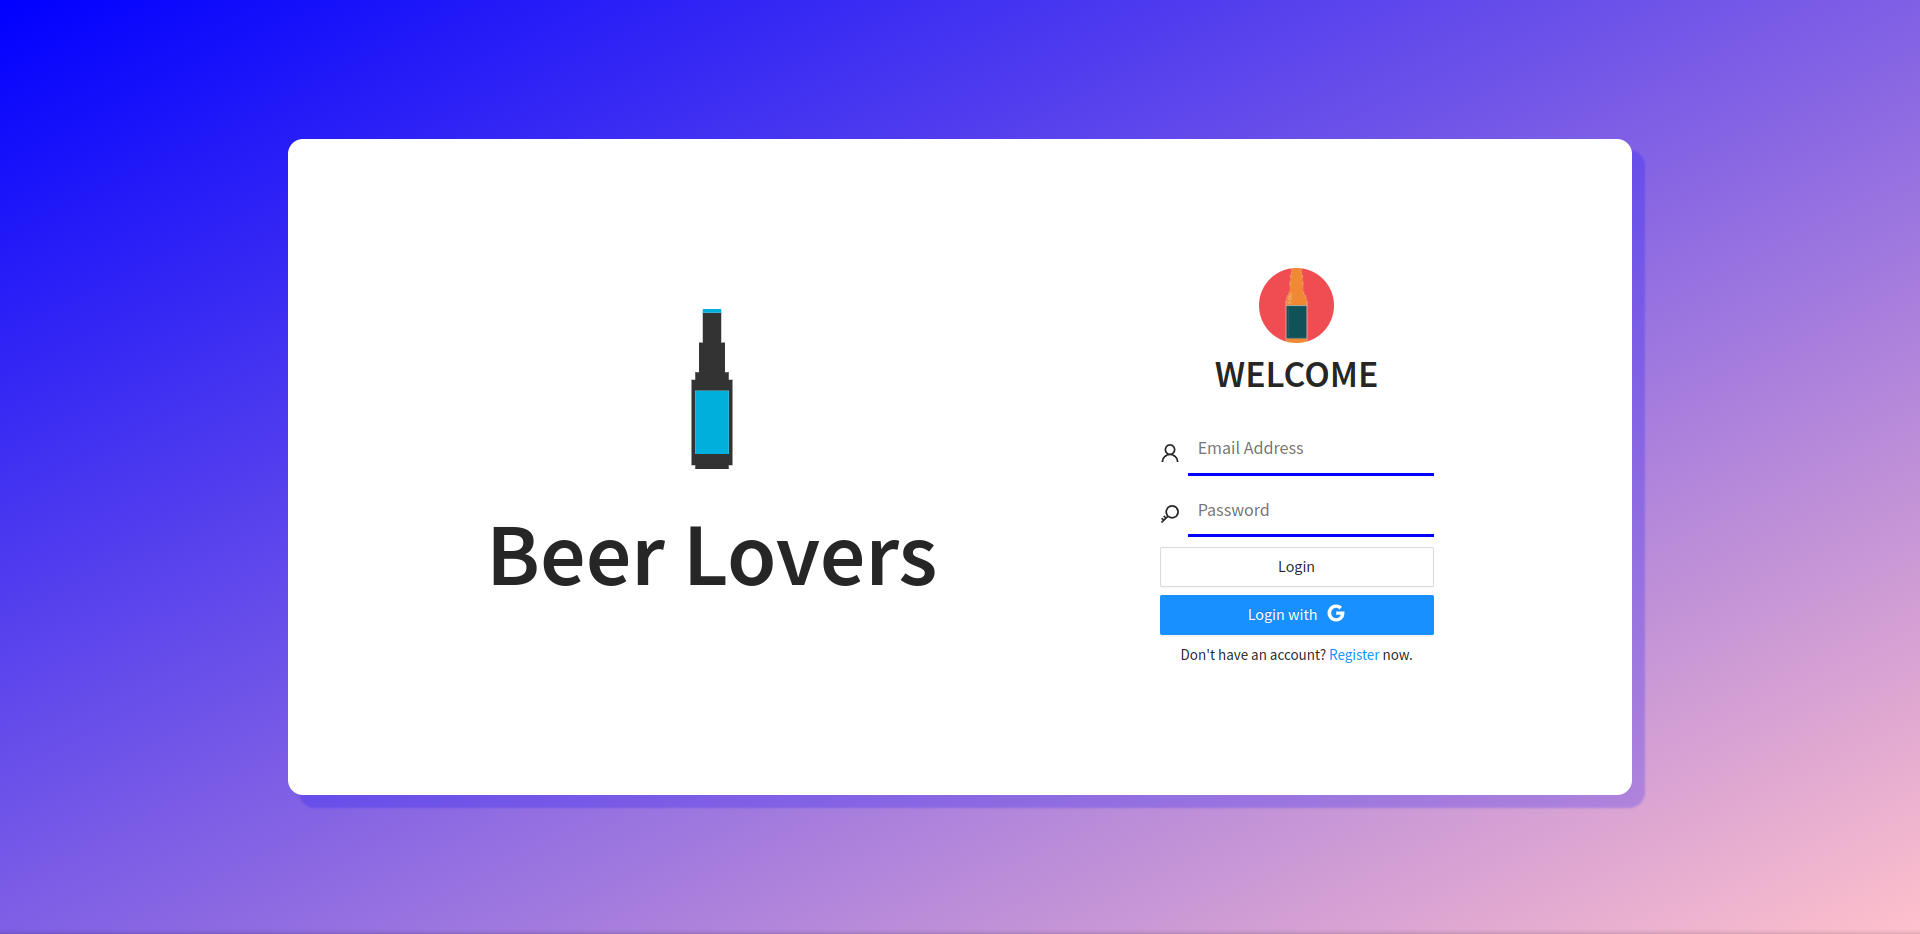 Beer Lovers
WELCOME
Email Address
Password
Login
Login with G
Don't have an account? Register now.